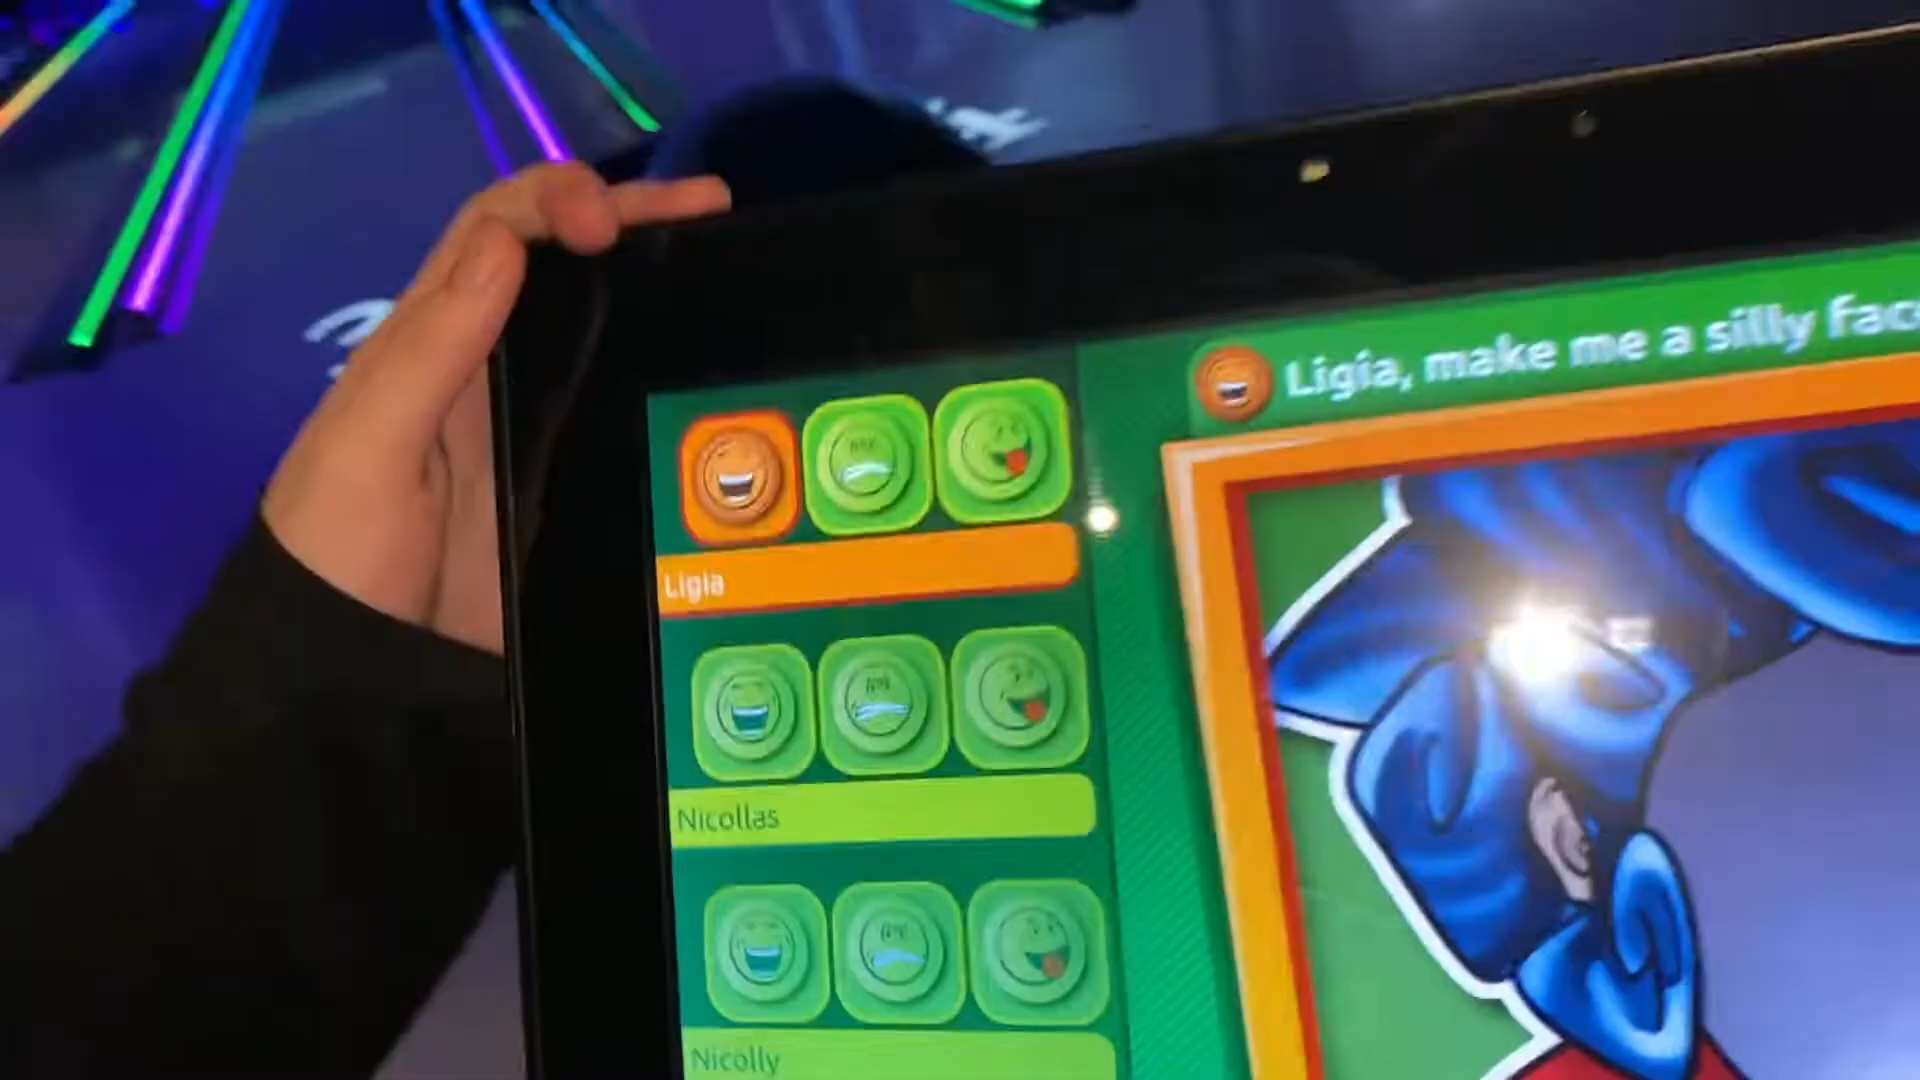 Ligia, make me a silly fac
Ligia
Nicollas
Nicolly